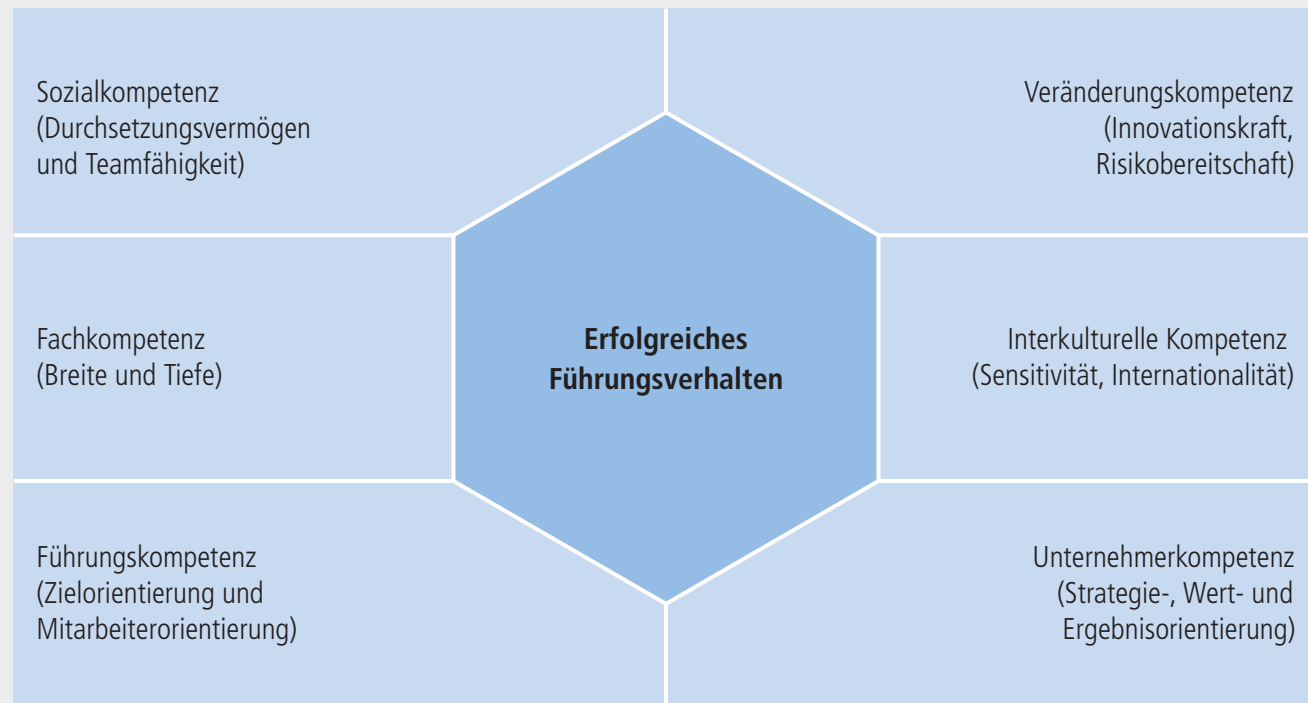 Sozialkompetenz
(Durchsetzungsvermögen
und Teamfähigkeit)
Veränderungskompetenz
(Innovationskraft,
Risikobereitschaft)
Fachkompetenz
(Breite und Tiefe)
Erfolgreiches
Führungsverhalten
Interkulturelle Kompetenz
(Sensitivität, Internationalität)
Führungskompetenz
(Zielorientierung und
Mitarbeiterorientierung)
Unternehmerkompetenz
(Strategie-, Wert- und
Ergebnisorientierung)